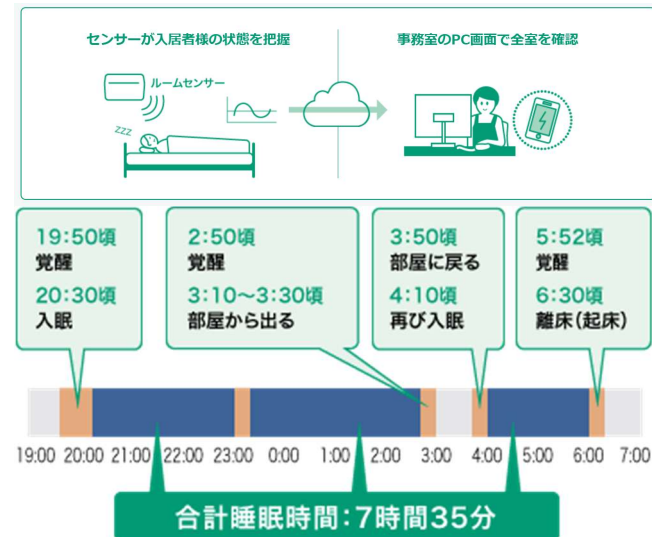 センサーが入居者様の状態を把握
事務室のPC画面で全室を確認
ルームセンサー
zzz
19:50頃
覚醒
20:30頃
入眠
2:50頃
覚醒
3:10〜3:30頃
部屋から出る
3:50頃
部屋に戻る
4:10頃
再び入眠
5:52頃
覚醒
6:30頃
離床(起床)
19:00 20:00 21:00 22:00 23:00 0:00 1:00 2:00 3:00 4:00 5:00 6:00 7:00
合計睡眠時間:7時間35分